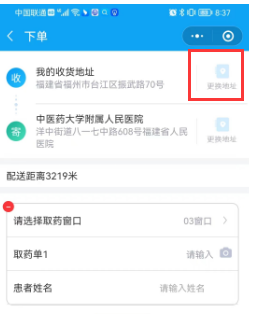 中国联通 8:37
下单
收 我的收货地址
福建省福州市台江区振武路70号
更换地址
寄 中医药大学附属人民医院
洋中街道八一七中路608号福建省人民
医院
更换地址
配送距离3219米
请选择取药窗口 03窗口
取药单1 请输入
患者姓名 请输入姓名